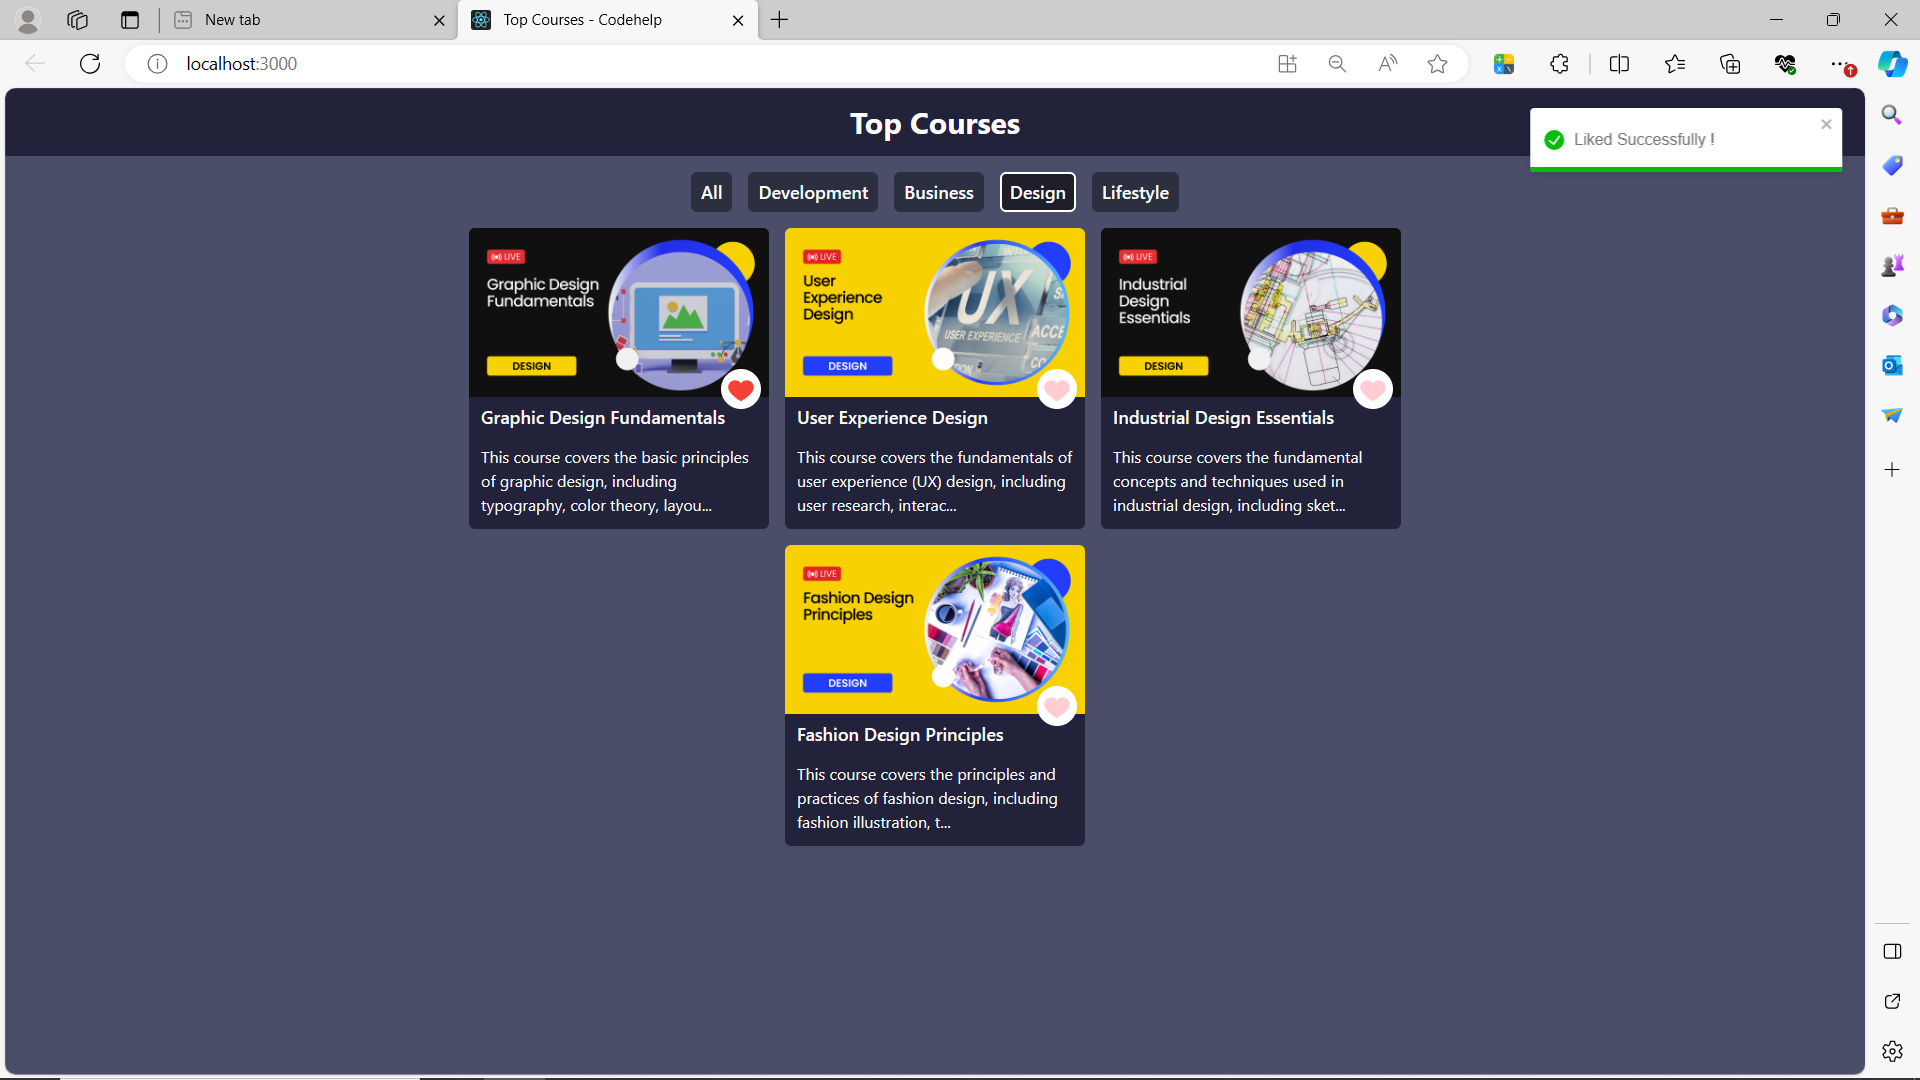 New tab
Top Courses - Codehelp
localhost:3000
Top Courses
Liked Successfully !
All
Development
Business
Design
Lifestyle
LIVE
Graphic Design
Fundamentals
DESIGN
Graphic Design Fundamentals
This course covers the basic principles
of graphic design, including
typography, color theory, layou...
LIVE
User
Experience
Design
DESIGN
UX
USER EXPERIENCE
ACCE
User Experience Design
This course covers the fundamentals of
user experience (UX) design, including
user research, interac...
LIVE
Industrial
Design
Essentials
DESIGN
Industrial Design Essentials
This course covers the fundamental
concepts and techniques used in
industrial design, including sket...
LIVE
Fashion Design
Principles
DESIGN
Fashion Design Principles
This course covers the principles and
practices of fashion design, including
fashion illustration, t...